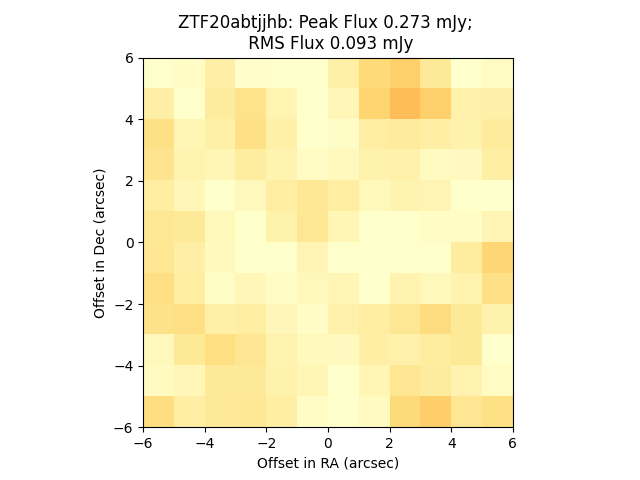 ZTF20abtjjhb: Peak Flux 0.273 mJy;
RMS Flux 0.093 mJy
6
4
2
0
−2
−4
−6
Offset in Dec (arcsec)
−6 −4 −2 0 2 4 6
Offset in RA (arcsec)